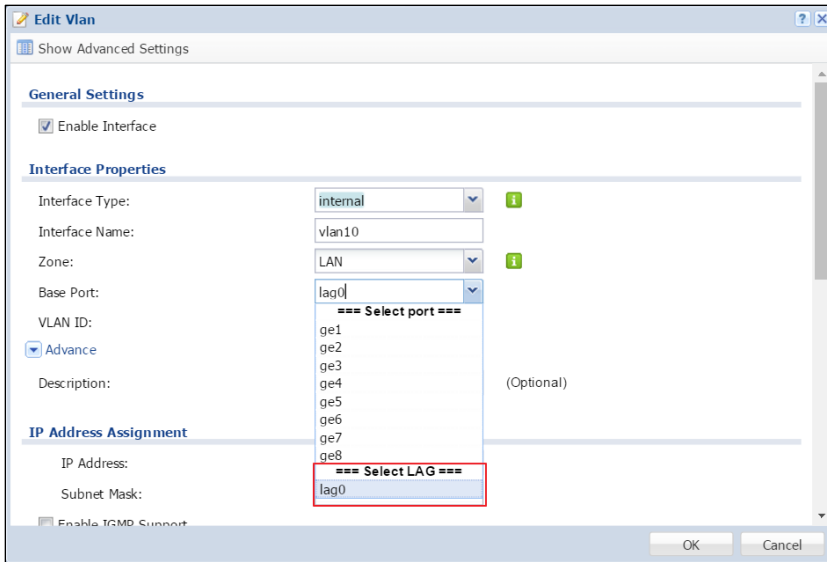 Edit Vlan
Show Advanced Settings
General Settings
Enable Interface
Interface Properties
Interface Type: internal
Interface Name: vlan10
Zone: LAN
Base Port: lag0
=== Select port ===
VLAN ID:
ge1
ge2
Advance
ge3
Description: ge4 (Optional)
ge5
ge6
IP Address Assignment ge7
ge8
IP Address: === Select LAG ===
Subnet Mask: lag0
Enable IGMP Support
OK Cancel